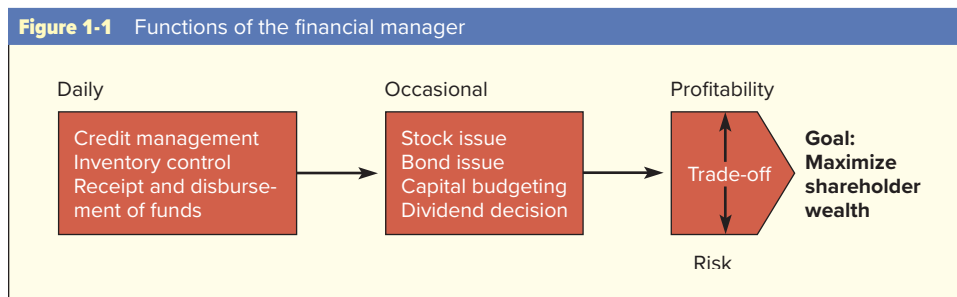 Figure 1-1 Functions of the financial manager
Daily
Credit management
Inventory control
Receipt and disburse-
ment of funds
Occasional
Stock issue
Bond issue
Capital budgeting
Dividend decision
Profitability
Trade-off
Risk
Goal:
Maximize
shareholder
wealth